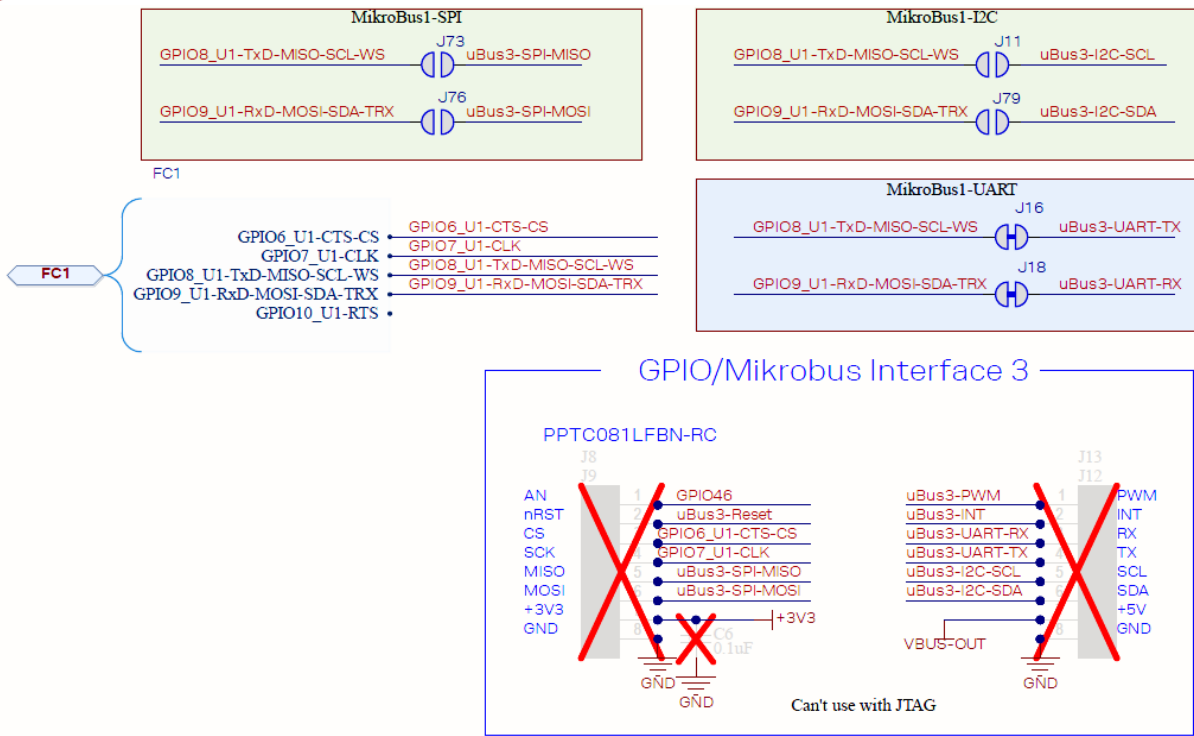 MikroBus1-SPI
GPIO8_U1-TxD-MISO-SCL-WS
J73
uBus3-SPI-MISO
GPIO9_U1-RxD-MOSI-SDA-TRX
J76
uBus3-SPI-MOSI
MikroBus1-I2C
GPIO8_U1-TxD-MISO-SCL-WS
J11
uBus3-I2C-SCL
GPIO9_U1-RxD-MOSI-SDA-TRX
J79
uBus3-I2C-SDA
FC1
FC1
GPIO6_U1-CTS-CS
GPIO6_U1-CTS-CS
GPIO7_U1-CLK
GPIO7_U1-CLK
GPIO8_U1-TxD-MISO-SCL-WS
GPIO8_U1-TxD-MISO-SCL-WS
GPIO9_U1-RxD-MOSI-SDA-TRX
GPIO9_U1-RxD-MOSI-SDA-TRX
GPIO10_U1-RTS
MikroBus1-UART
GPIO8_U1-TxD-MISO-SCL-WS
J16
uBus3-UART-TX
GPIO9_U1-RxD-MOSI-SDA-TRX
J18
uBus3-UART-RX
GPIO/Mikrobus Interface 3
PPTC081LFBN-RC
J8
J9
AN 1 GPIO46
nRST 2 uBus3-Reset
CS GPIO6_U1-CTS-CS
SCK 4 GPIO7_U1-CLK
MISO 5 uBus3-SPI-MISO
MOSI 6 uBus3-SPI-MOSI
+3V3 +3V3
GND 8
C6
0.1uF
GND
GND
J13
J12
uBus3-PWM 1 PWM
uBus3-INT 2 INT
uBus3-UART-RX RX
uBus3-UART-TX 4 TX
uBus3-I2C-SCL 5 SCL
uBus3-I2C-SDA 6 SDA
+5V
VBUS-OUT 8 GND
GND
Can't use with JTAG